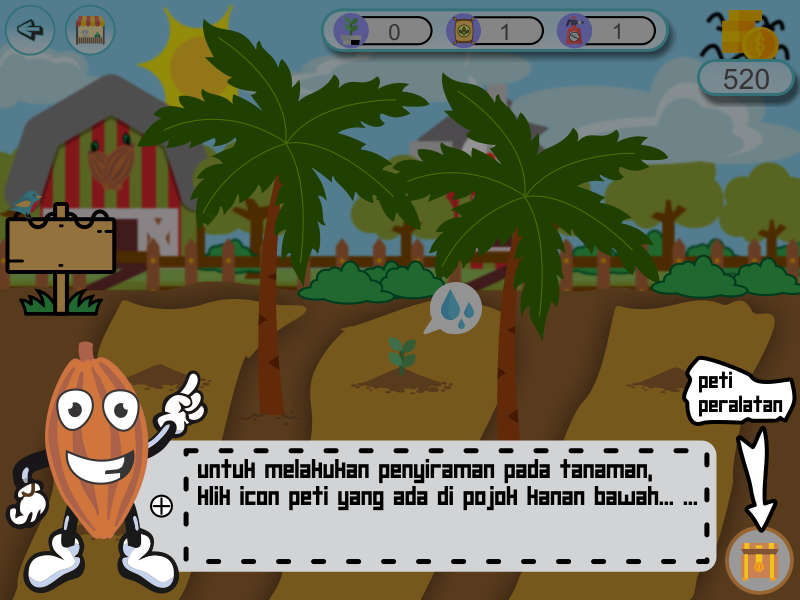 0
1
1
520
peti
peralatan
untuk melakukan penyiraman pada tanaman,
klik icon peti yang ada di pojok kanan bawah... ...